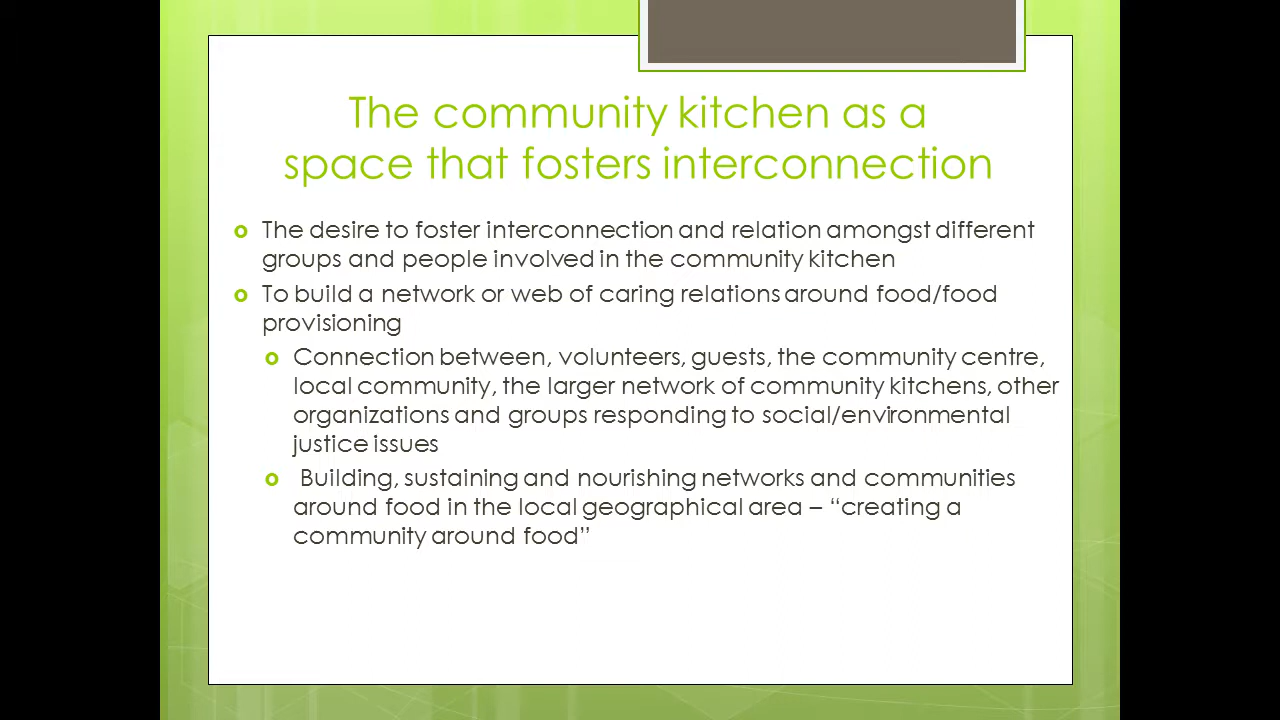 The community kitchen as a
space that fosters interconnection
The desire to foster interconnection and relation amongst different
groups and people involved in the community kitchen
To build a network or web of caring relations around food/food
provisioning
Connection between, volunteers, guests, the community centre,
local community, the larger network of community kitchens, other
organizations and groups responding to social/environmental
justice issues
Building, sustaining and nourishing networks and communities
around food in the local geographical area – “creating a
community around food”